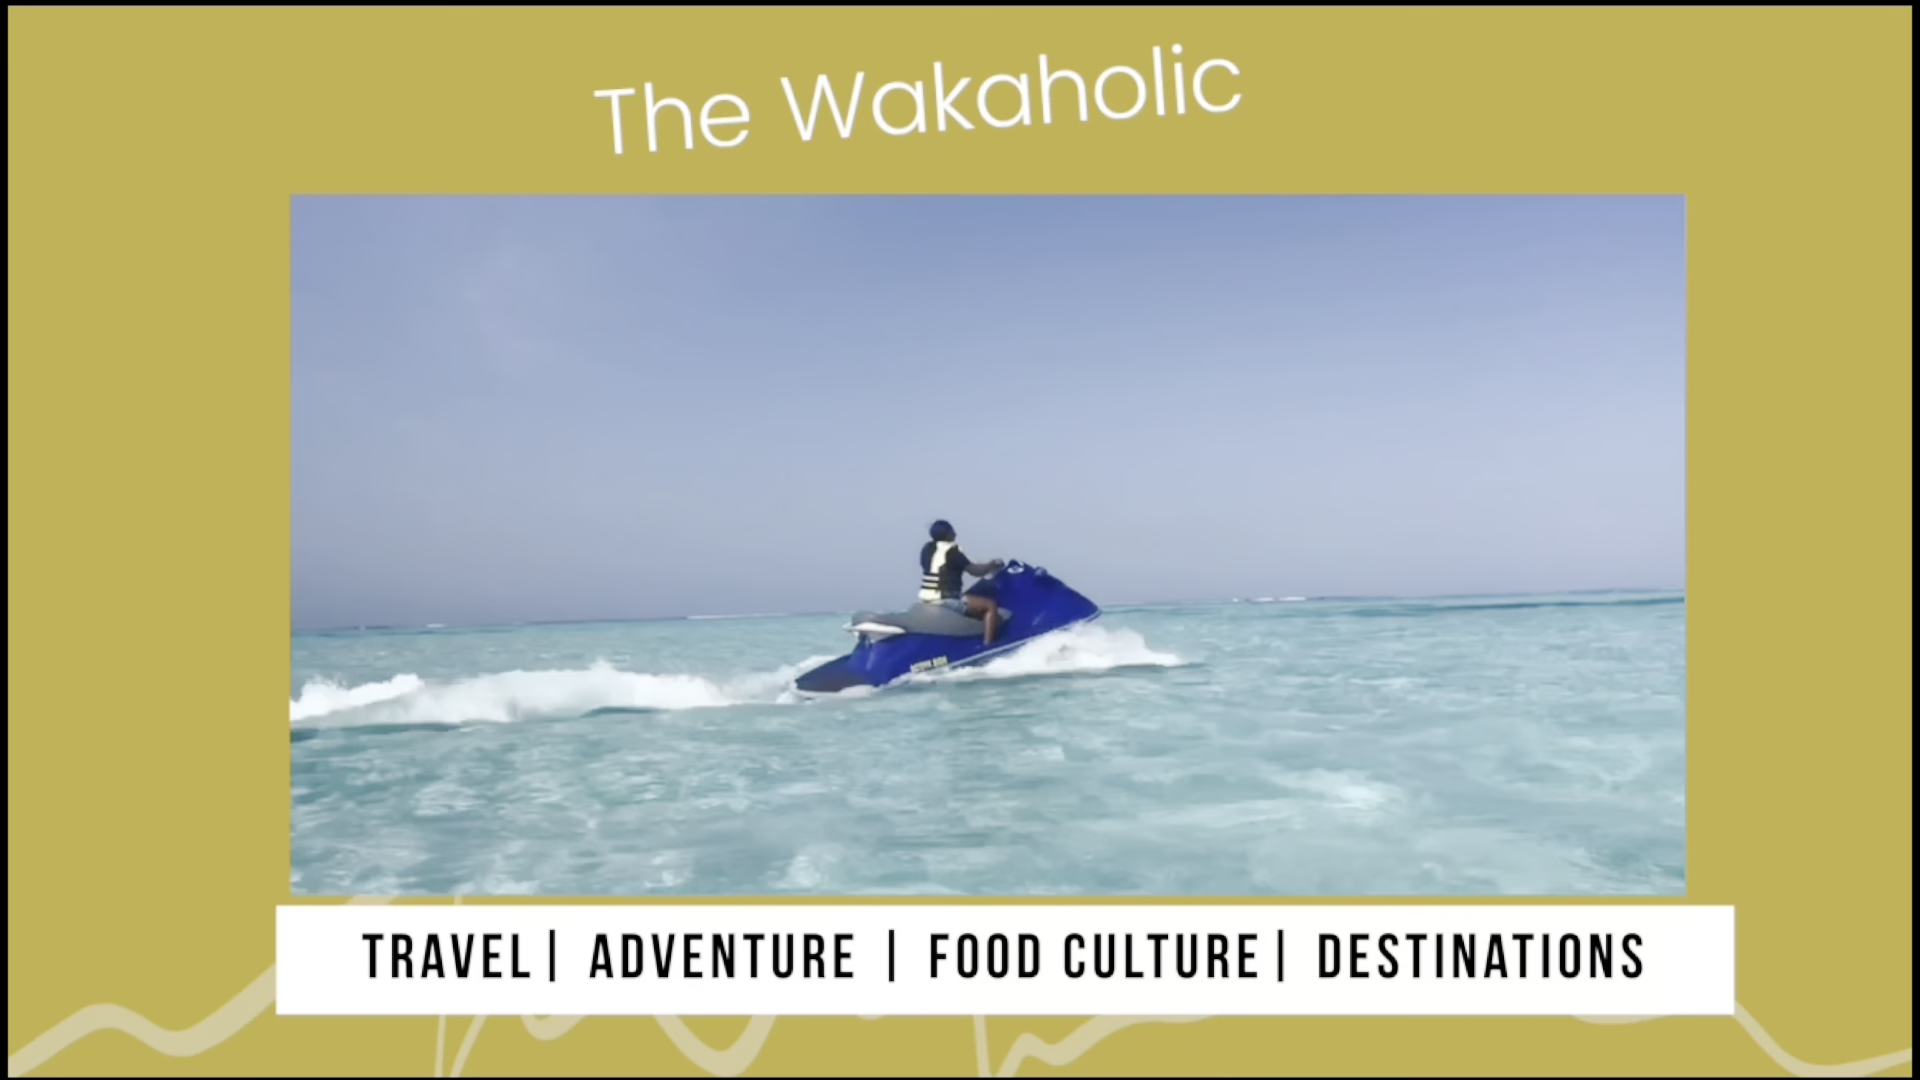 The Wakaholic
TRAVEL| ADVENTURE | FOOD CULTURE| DESTINATIONS